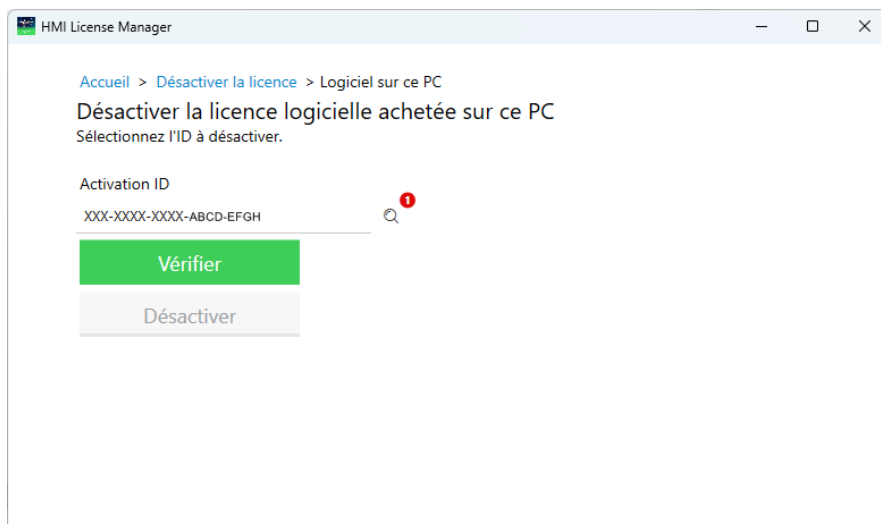 HMI License Manager
Accueil > Désactiver la licence > Logiciel sur ce PC
Désactiver la licence logicielle achetée sur ce PC
Sélectionnez l'ID à désactiver.
Activation ID
XXX-XXXX-XXXX-ABCD-EFGH
1
Vérifier
Désactiver